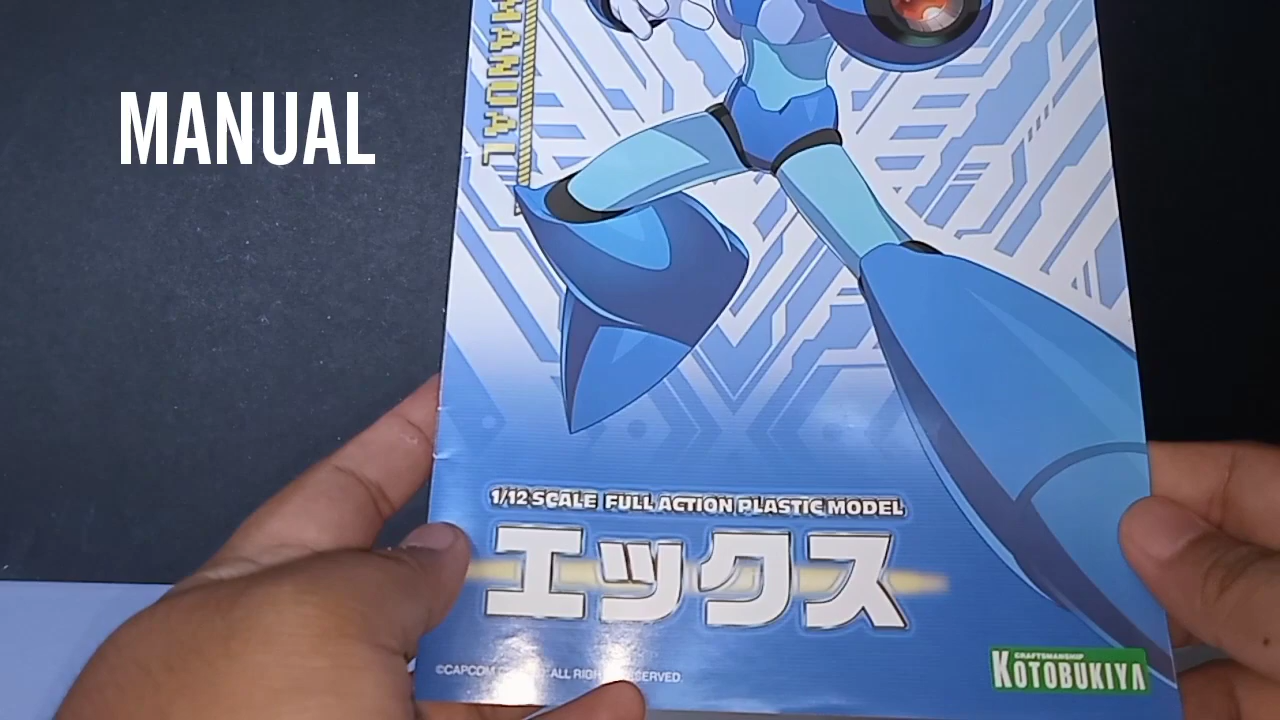 MANUAL
MANUAL
1/12 SCALE FULL ACTION PLASTIC MODEL
エックス
©CAPCOM ALL RIGHTS RESERVED.
CRAFTSMANSHIP
KOTOBUKIYA